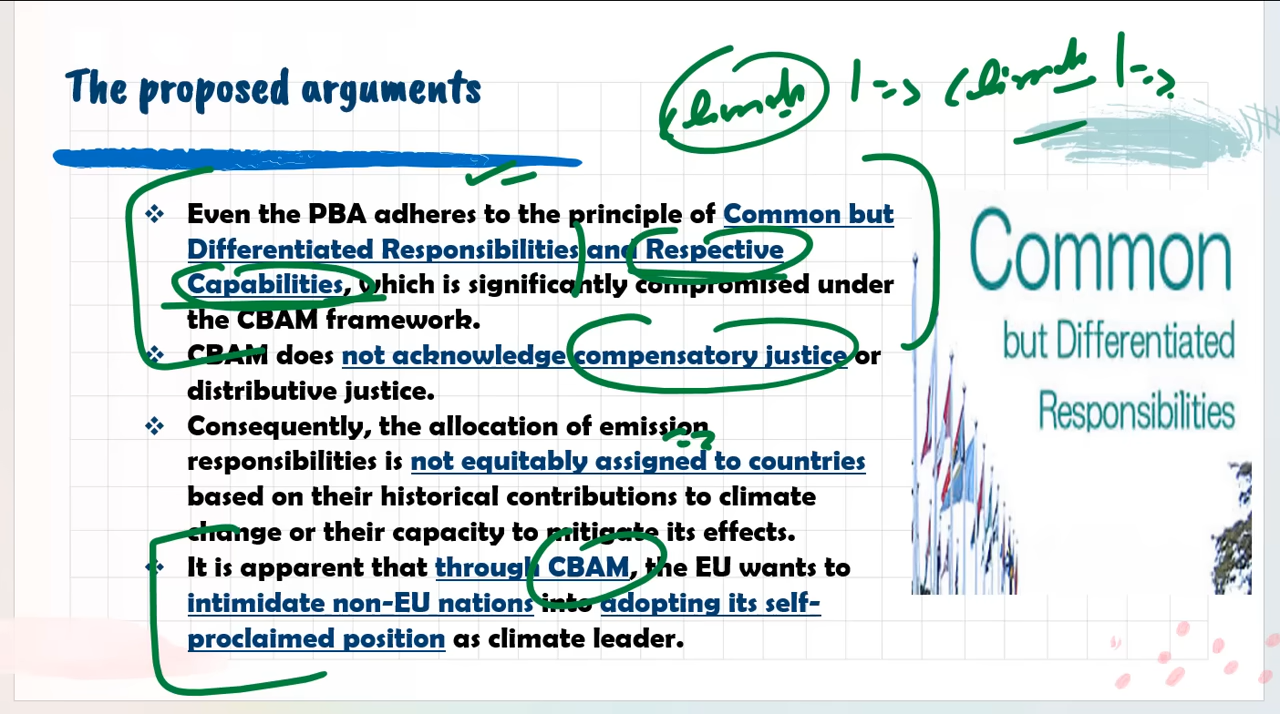 The proposed arguments
❖ Even the PBA adheres to the principle of Common but
Differentiated Responsibilities and Respective
Capabilities, which is significantly compromised under
the CBAM framework.
❖ CBAM does not acknowledge compensatory justice or
distributive justice.
❖ Consequently, the allocation of emission
responsibilities is not equitably assigned to countries
based on their historical contributions to climate
change or their capacity to mitigate its effects.
❖ It is apparent that through CBAM, the EU wants to
intimidate non-EU nations into adopting its self-
proclaimed position as climate leader.
Common
but Differentiated
Responsibilities